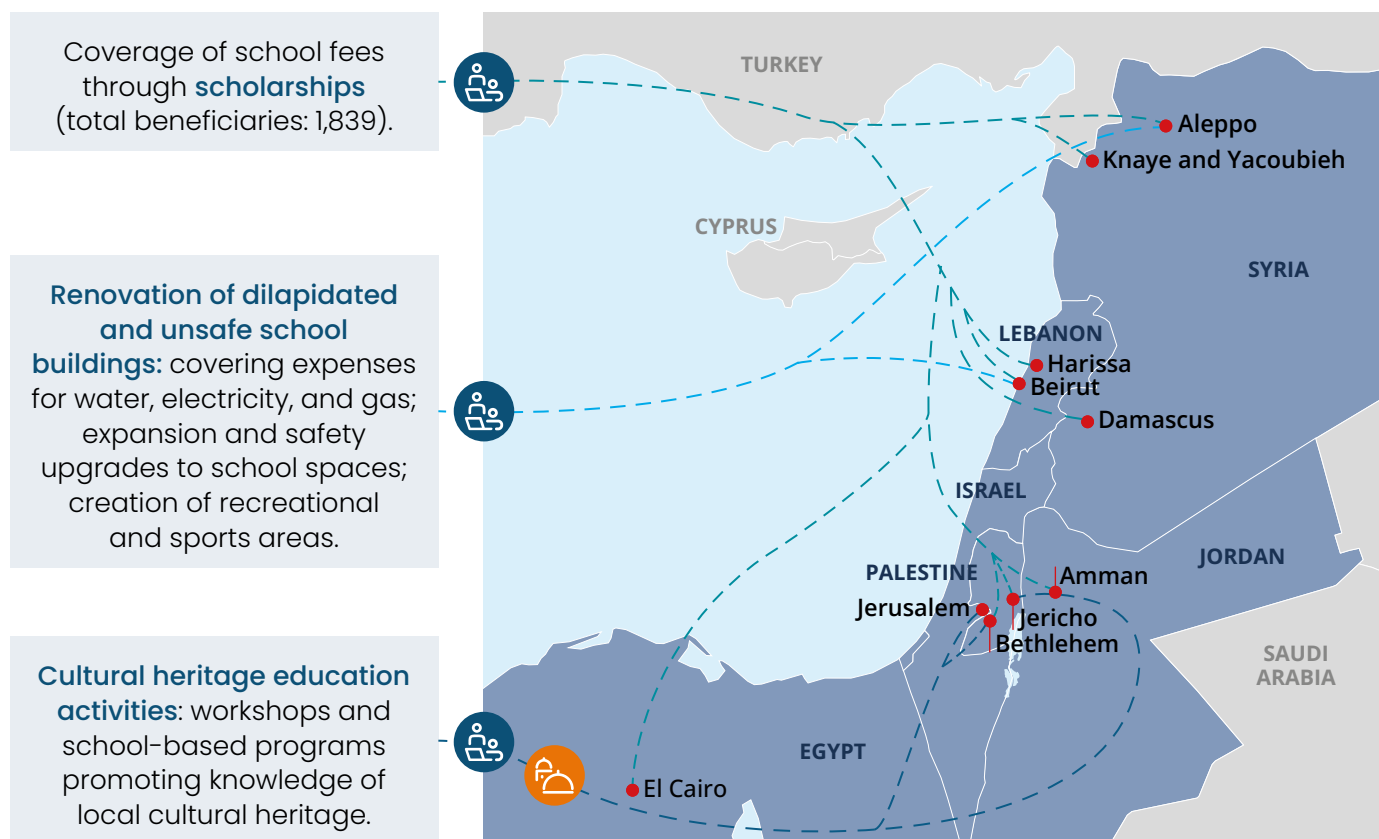 Coverage of school fees
through scholarships
(total beneficiaries: 1,839).
Renovation of dilapidated
and unsafe school
buildings: covering expenses
for water, electricity, and gas;
expansion and safety
upgrades to school spaces;
creation of recreational
and sports areas.
Cultural heritage education
activities: workshops and
school-based programs
promoting knowledge of
local cultural heritage.
TURKEY
Aleppo
Knaye and Yacoubieh
CYPRUS
SYRIA
LEBANON
Harissa
Beirut
Damascus
ISRAEL
JORDAN
PALESTINE
Amman
Jerusalem
Jericho
Bethlehem
SAUDI
ARABIA
EGYPT
El Cairo